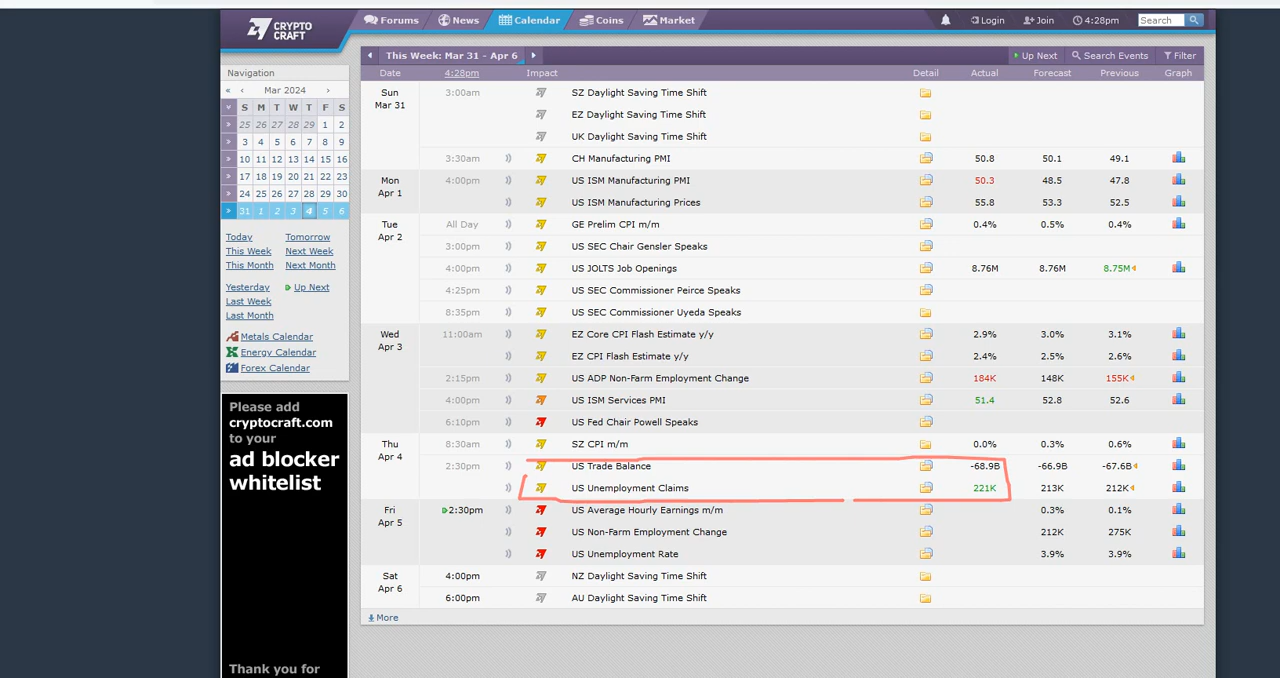 CRYPTO
CRAFT
Forums News Calendar Coins Market Login Join 4:28pm Search
This Week: Mar 31 - Apr 6 Up Next Search Events Filter
Date 4:28pm Impact Detail Actual Forecast Previous Graph
Navigation
« ‹ Mar 2024 ›
S M T W T F S
25 26 27 28 29 1 2
3 4 5 6 7 8 9
10 11 12 13 14 15 16
17 18 19 20 21 22 23
24 25 26 27 28 29 30
31 1 2 3 4 5 6
Today Tomorrow
This Week Next Week
This Month Next Month
Yesterday Up Next
Last Week
Last Month
Metals Calendar
Energy Calendar
Forex Calendar
Please add
cryptocraft.com
to your
ad blocker
whitelist
Thank you for
Sun 3:00am SZ Daylight Saving Time Shift
Mar 31
EZ Daylight Saving Time Shift
UK Daylight Saving Time Shift
3:30am CH Manufacturing PMI 50.8 50.1 49.1
Mon 4:00pm US ISM Manufacturing PMI 50.3 48.5 47.8
Apr 1 US ISM Manufacturing Prices 55.8 53.3 52.5
Tue All Day GE Prelim CPI m/m 0.4% 0.5% 0.4%
Apr 2 3:00pm US SEC Chair Gensler Speaks
4:00pm US JOLTS Job Openings 8.76M 8.76M 8.75M
4:25pm US SEC Commissioner Peirce Speaks
8:35pm US SEC Commissioner Uyeda Speaks
Wed 11:00am EZ Core CPI Flash Estimate y/y 2.9% 3.0% 3.1%
Apr 3 EZ CPI Flash Estimate y/y 2.4% 2.5% 2.6%
2:15pm US ADP Non-Farm Employment Change 184K 148K 155K
4:00pm US ISM Services PMI 51.4 52.8 52.6
6:10pm US Fed Chair Powell Speaks
Thu 8:30am SZ CPI m/m 0.0% 0.3% 0.6%
Apr 4 2:30pm US Trade Balance -68.9B -66.9B -67.6B
US Unemployment Claims 221K 213K 212K
Fri 2:30pm US Average Hourly Earnings m/m 0.3% 0.1%
Apr 5 US Non-Farm Employment Change 212K 275K
US Unemployment Rate 3.9% 3.9%
Sat 4:00pm NZ Daylight Saving Time Shift
Apr 6 6:00pm AU Daylight Saving Time Shift
More